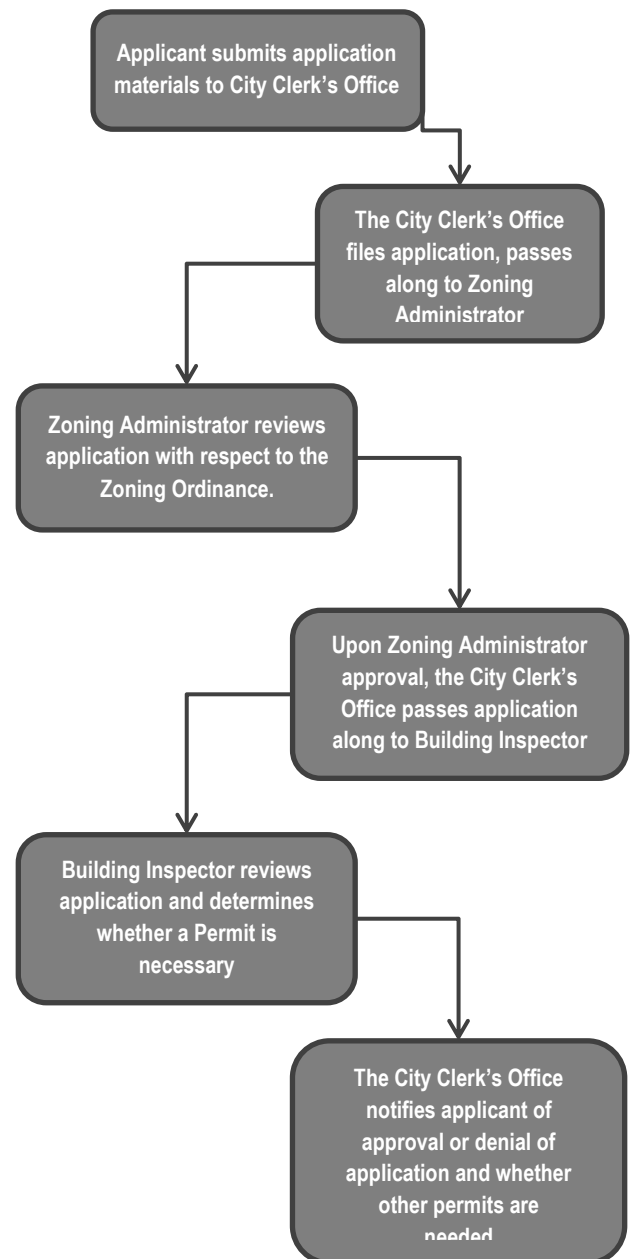 Applicant submits application
materials to City Clerk’s Office
The City Clerk’s Office
files application, passes
along to Zoning
Administrator
Zoning Administrator reviews
application with respect to the
Zoning Ordinance.
Upon Zoning Administrator
approval, the City Clerk’s
Office passes application
along to Building Inspector
Building Inspector reviews
application and determines
whether a Permit is
necessary
The City Clerk’s Office
notifies applicant of
approval or denial of
application and whether
other permits are
needed